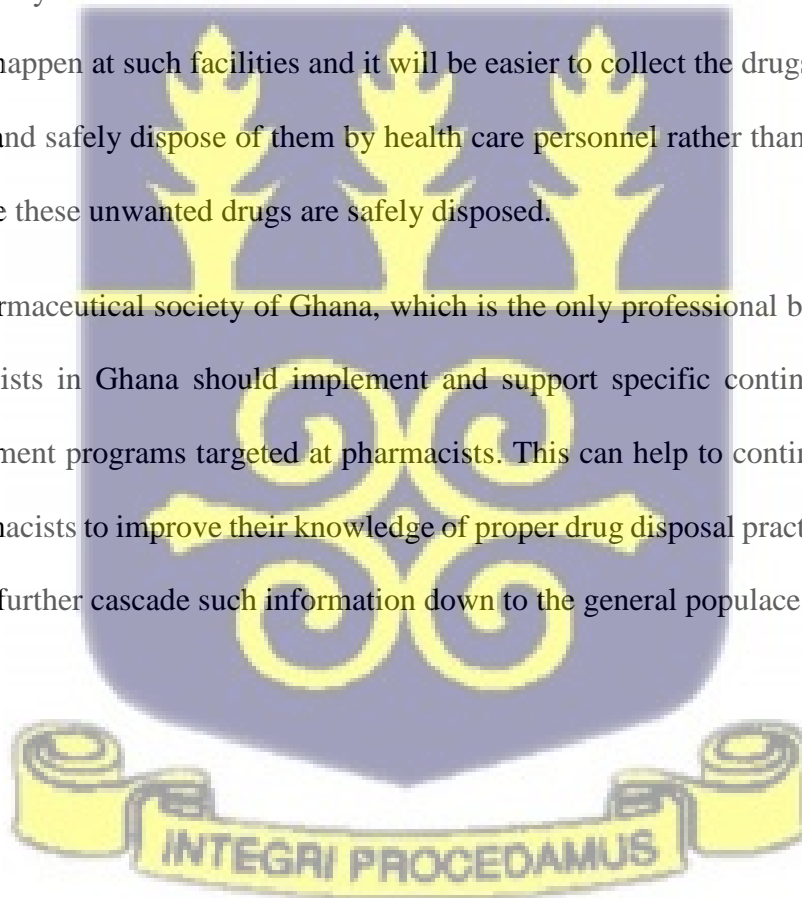 happen at such facilities and it will be easier to collect the drugs
and safely dispose of them by health care personnel rather than
e these unwanted drugs are safely disposed.
rmaceutical society of Ghana, which is the only professional b
ists in Ghana should implement and support specific contin
ment programs targeted at pharmacists. This can help to contin
nacists to improve their knowledge of proper drug disposal pract
further cascade such information down to the general populace
INTEGRI PROCEDAMUS